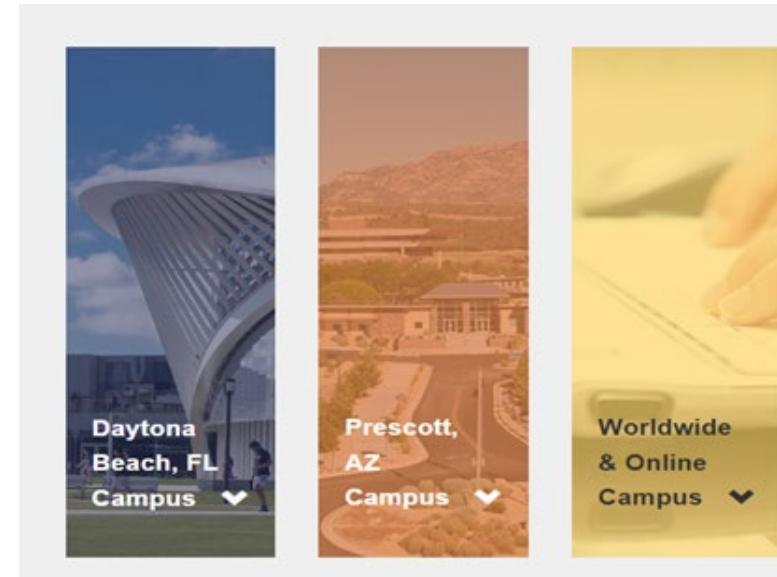 Daytona
Beach, FL
Campus
Prescott,
AZ
Campus
Worldwide
& Online
Campus